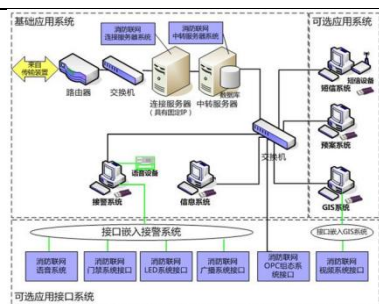 基础应用系统
可选应用系统
消防联网
连接服务器系统
消防联网
中转服务器系统
来自
传输装置
路由器
交换机
连接服务器
（具有固定IP）
数据库
中转服务器
短信设备
短信系统
预案系统
交换机
语音设备
接警系统
信息系统
GIS系统
接口嵌入接警系统
接口嵌入GIS系统
消防联网
语音系统
消防联网
门禁系统接口
消防联网
LED系统接口
消防联网
广播系统接口
消防联网
OPC组态系
统接口
消防联网
视频系统接口
可选应用接口系统